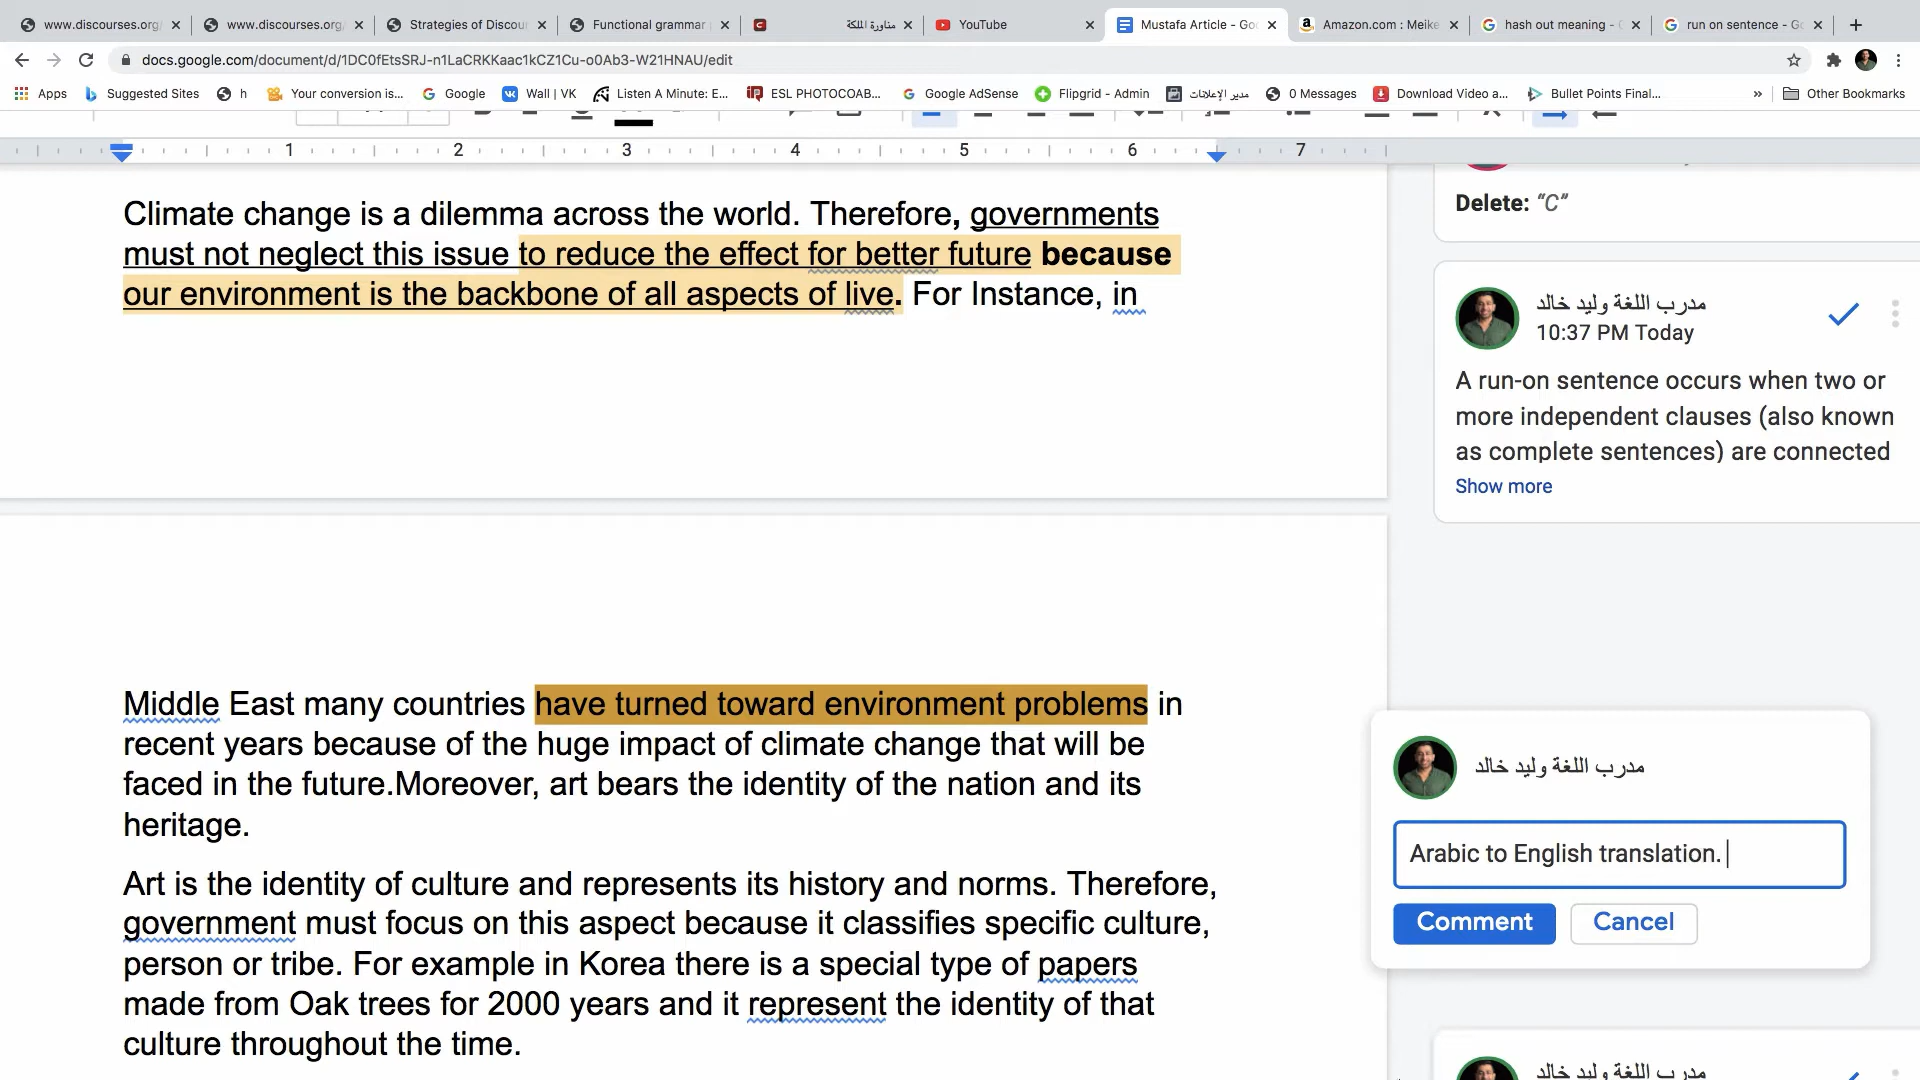 www.discourses.org/
www.discourses.org/
Strategies of Discou
Functional grammar
مناورة الملكة
YouTube
Mustafa Article - Go
Amazon.com : Meike
hash out meaning - G
run on sentence - Go
docs.google.com/document/d/1DC0fEtsSRJ-n1LaCRKKaac1kCZ1Cu-o0Ab3-W21HNAU/edit
Apps
Suggested Sites
h
Your conversion is...
Google
Wall | VK
Listen A Minute: E...
ESL PHOTOCOAB...
Google AdSense
Flipgrid - Admin
مدير الإعلانات
0 Messages
Download Video a...
Bullet Points Final...
»
Other Bookmarks
1 2 3 4 5 6 7
Climate change is a dilemma across the world. Therefore, governments
must not neglect this issue to reduce the effect for better future because
our environment is the backbone of all aspects of live. For Instance, in
Delete: “C”
مدرب اللغة وليد خالد
10:37 PM Today
A run-on sentence occurs when two or
more independent clauses (also known
as complete sentences) are connected
Show more
Middle East many countries have turned toward environment problems in
recent years because of the huge impact of climate change that will be
faced in the future.Moreover, art bears the identity of the nation and its
heritage.
Art is the identity of culture and represents its history and norms. Therefore,
government must focus on this aspect because it classifies specific culture,
person or tribe. For example in Korea there is a special type of papers
made from Oak trees for 2000 years and it represent the identity of that
culture throughout the time.
مدرب اللغة وليد خالد
Arabic to English translation.
Comment
Cancel
مدرب اللغة وليد خالد